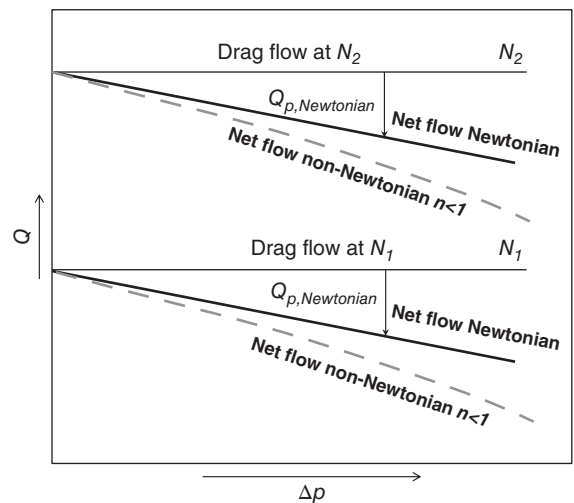 Drag flow at N2 N2
Qp,Newtonian
Net flow Newtonian
Net flow non-Newtonian n<1
Q
Drag flow at N1 N1
Qp,Newtonian
Net flow Newtonian
Net flow non-Newtonian n<1
Δp